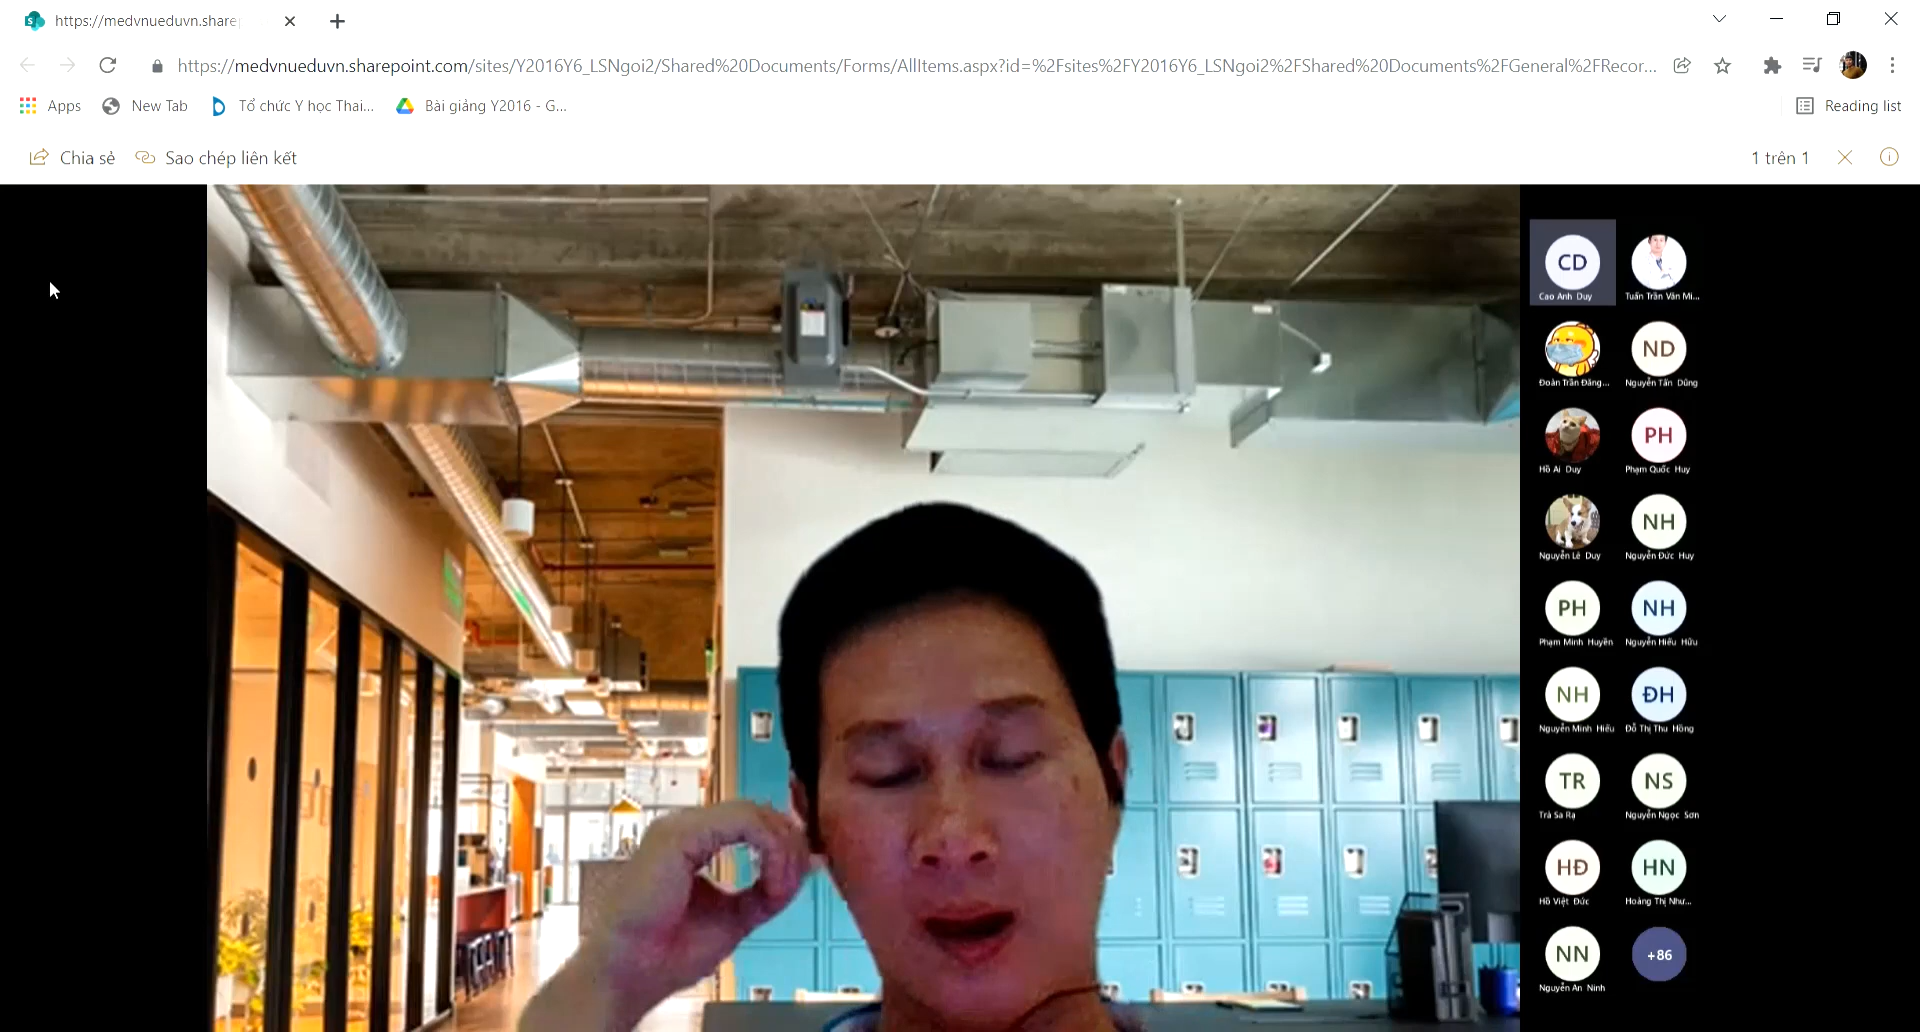 https://medvnueduvn.sharep
https://medvnueduvn.sharepoint.com/sites/Y2016Y6_LSNgoi2/Shared%20Documents/Forms/AllItems.aspx?id=%2Fsites%2FY2016Y6_LSNgoi2%2FShared%20Documents%2FGeneral%2FRecor...
Apps New Tab Tổ chức Y học Thai... Bài giảng Y2016 - G... Reading list
Chia sẻ Sao chép liên kết 1 trên 1
CD
Cao Anh Duy Tuấn Trần Văn Mi...
ND
Đoàn Trần Đăng... Nguyễn Tấn Dũng
PH
Hồ Ái Duy Phạm Quốc Huy
NH
Nguyễn Lê Duy Nguyễn Đức Huy
PH NH
Phạm Minh Huyền Nguyễn Hiếu Hữu
NH ĐH
Nguyễn Minh Hiếu Đỗ Thị Thu Hồng
TR NS
Trà Sa Rạ Nguyễn Ngọc Sơn
HĐ HN
Hồ Việt Đức Hoàng Thị Như...
NN +86
Nguyễn An Ninh